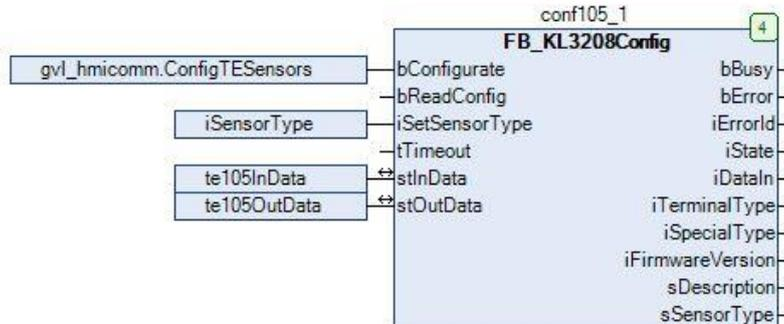 conf105_1
4
FB_KL3208Config
gvl_hmicomm.ConfigTESensors bConfigurate bBusy
bReadConfig bError
iSensorType iSetSensorType iErrorId
tTimeout iState
te105InData stInData iDataIn
te105OutData stOutData iTerminalType
iSpecialType
iFirmwareVersion
sDescription
sSensorType